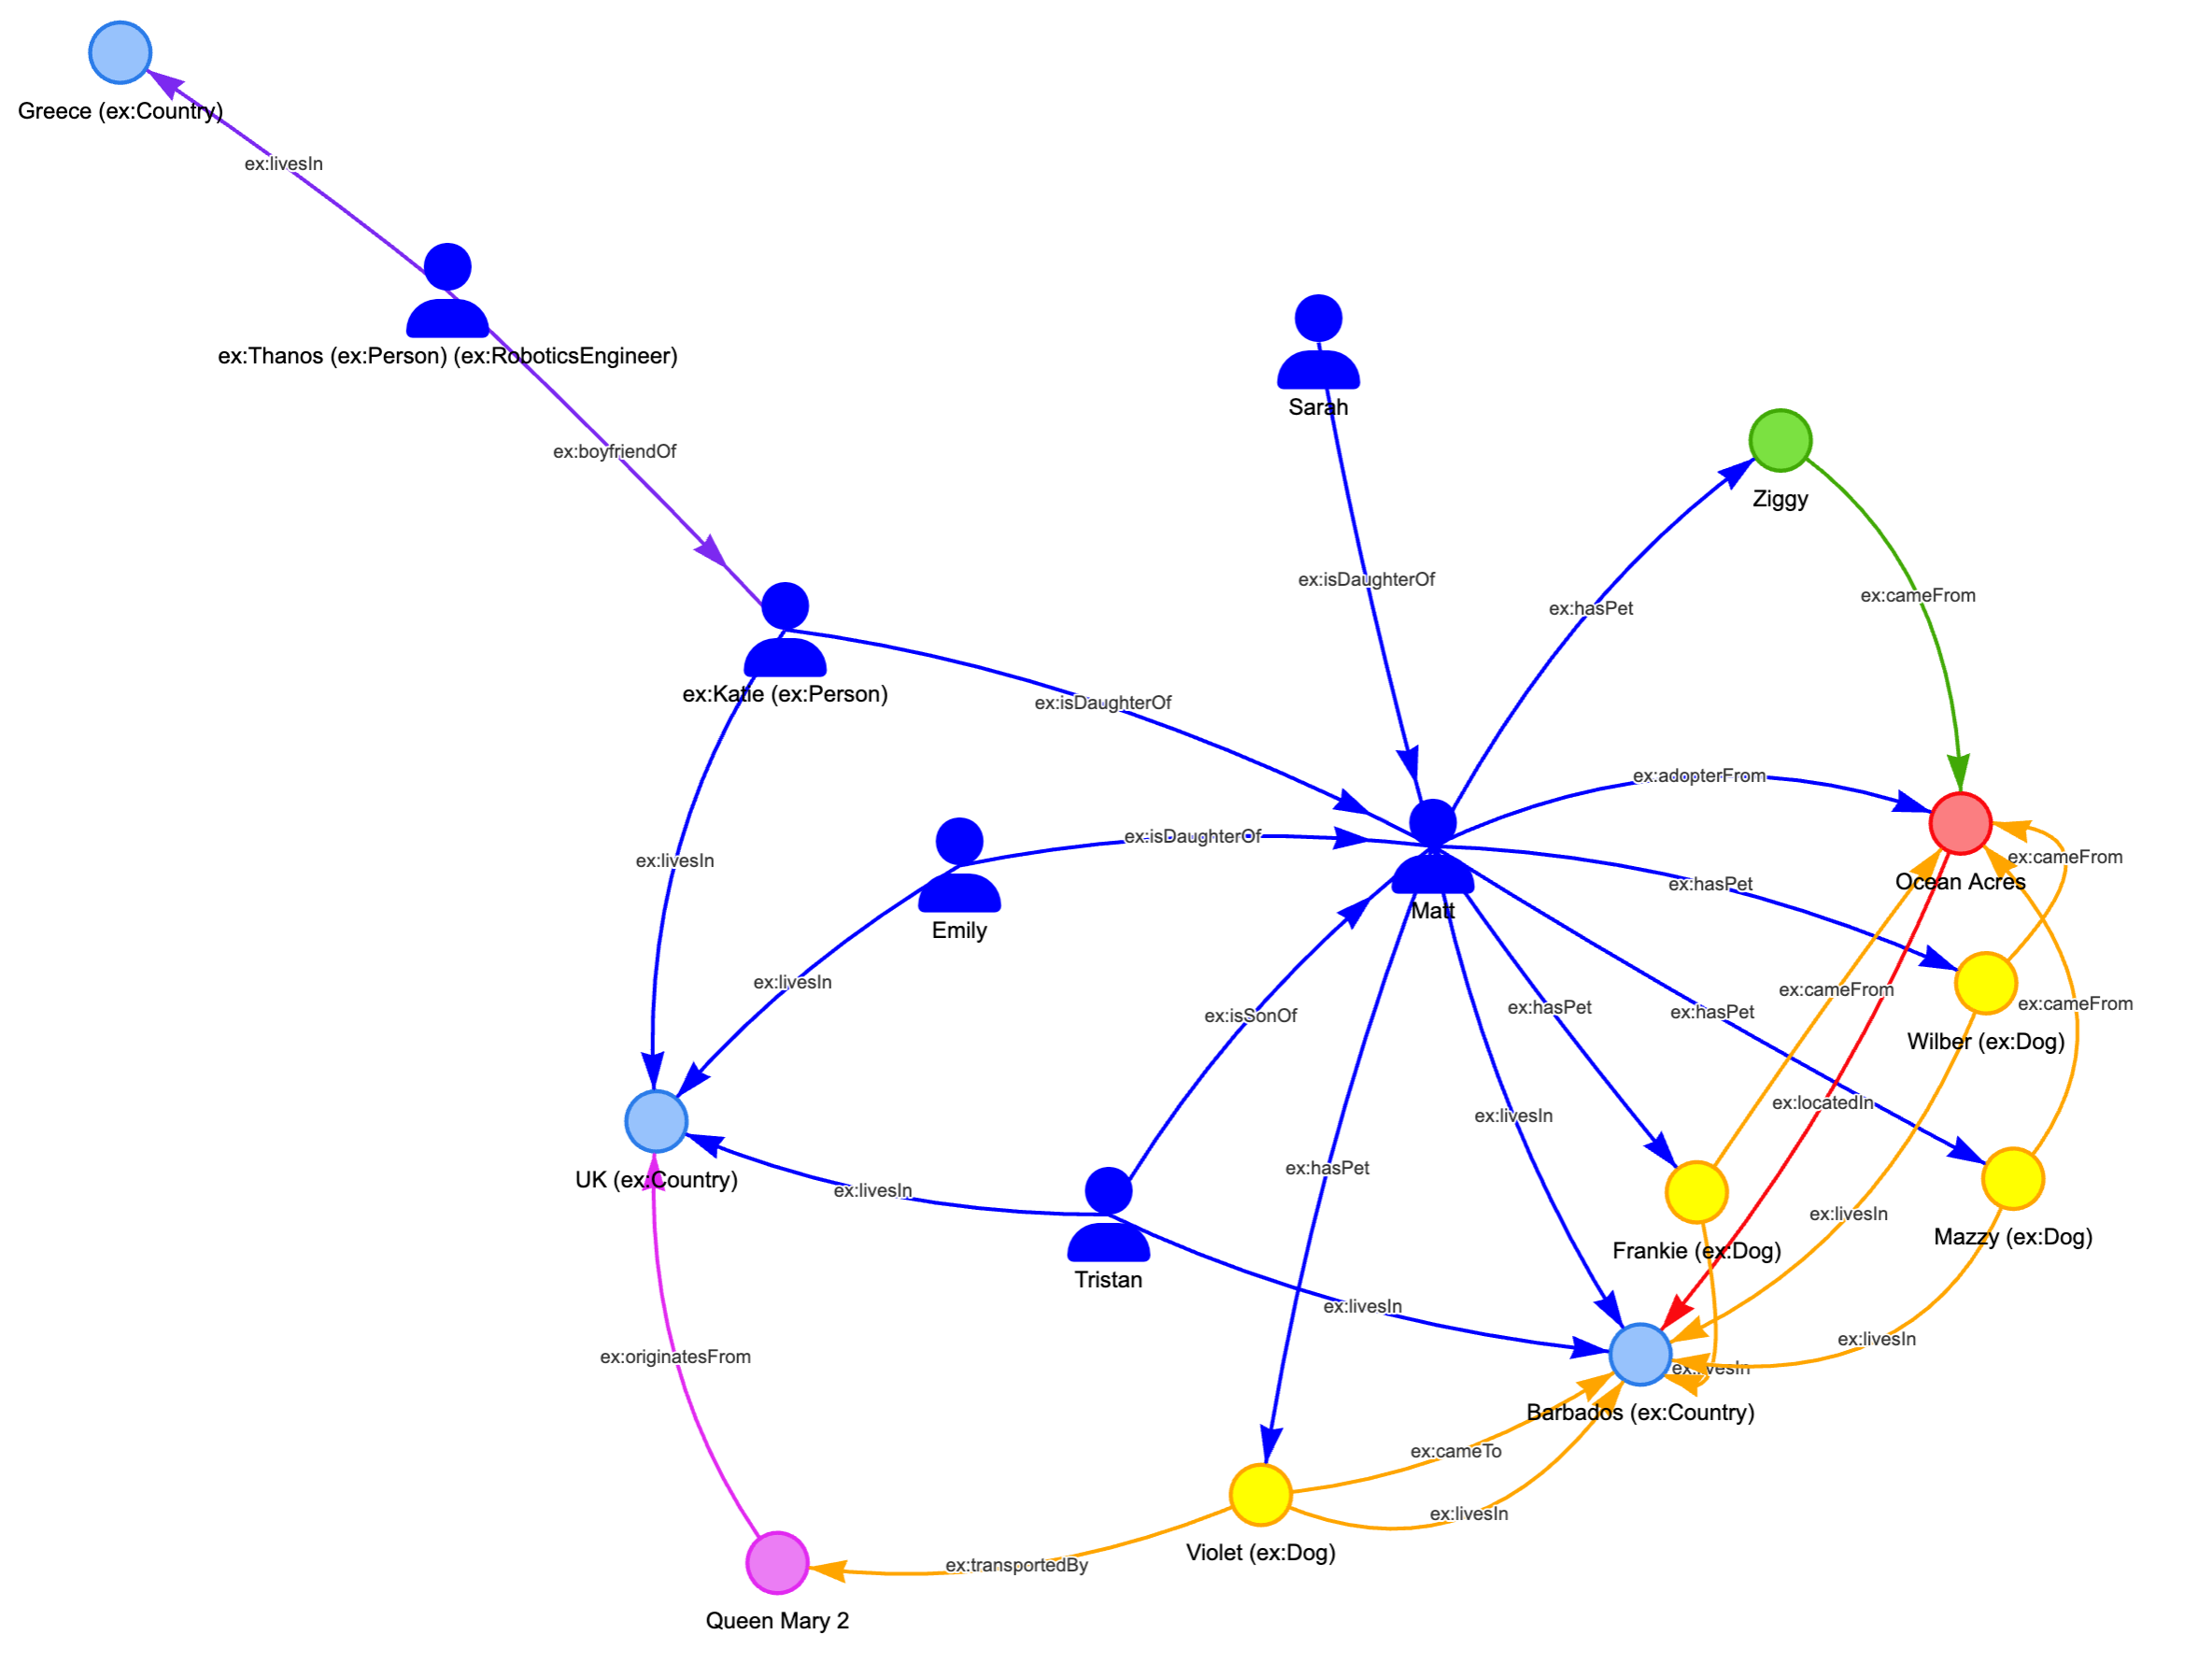 Greece (ex:Country)
ex:livesIn
ex:Thanos (ex:Person) (ex:RoboticsEngineer)
Sarah
ex:boyfriendOf
Ziggy
ex:isDaughterOf
ex:cameFrom
ex:hasPet
ex:Katie (ex:Person)
ex:isDaughterOf
ex:adopterFrom
ex:isDaughterOf
ex:livesIn
ex:cameFrom
ex:hasPet
Ocean Acres
Matt
Emily
ex:livesIn
ex:cameFrom
ex:cameFrom
ex:hasPet
ex:hasPet
ex:isSonOf
Wilber (ex:Dog)
ex:locatedIn
ex:livesIn
ex:hasPet
UK (ex:Country)
ex:livesIn
ex:livesIn
Mazzy (ex:Dog)
Frankie (ex:Dog)
Tristan
ex:livesIn
ex:livesIn
ex:originatesFrom
ex:livesIn
Barbados (ex:Country)
ex:cameTo
ex:livesIn
Violet (ex:Dog)
ex:transportedBy
Queen Mary 2